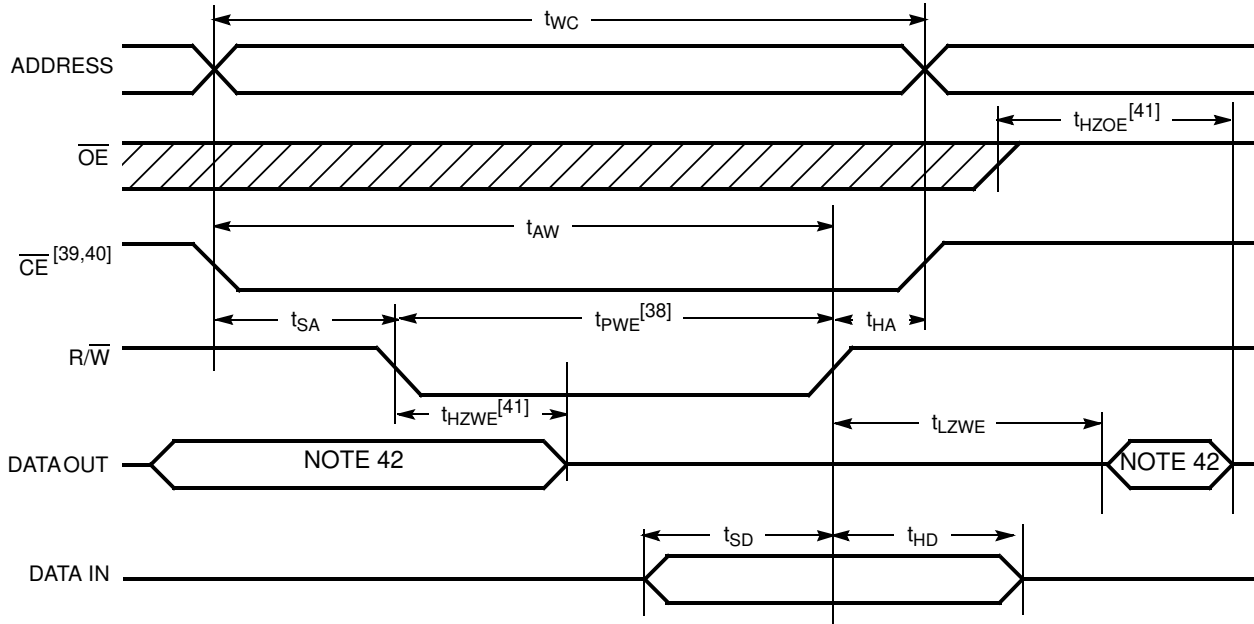 tWC
ADDRESS
tHZOE[41]
OE
tAW
CE [39,40]
tSA
tPWE[38]
tHA
R/W
tHZWE[41]
tLZWE
DATA OUT
NOTE 42
NOTE 42
tSD
tHD
DATA IN